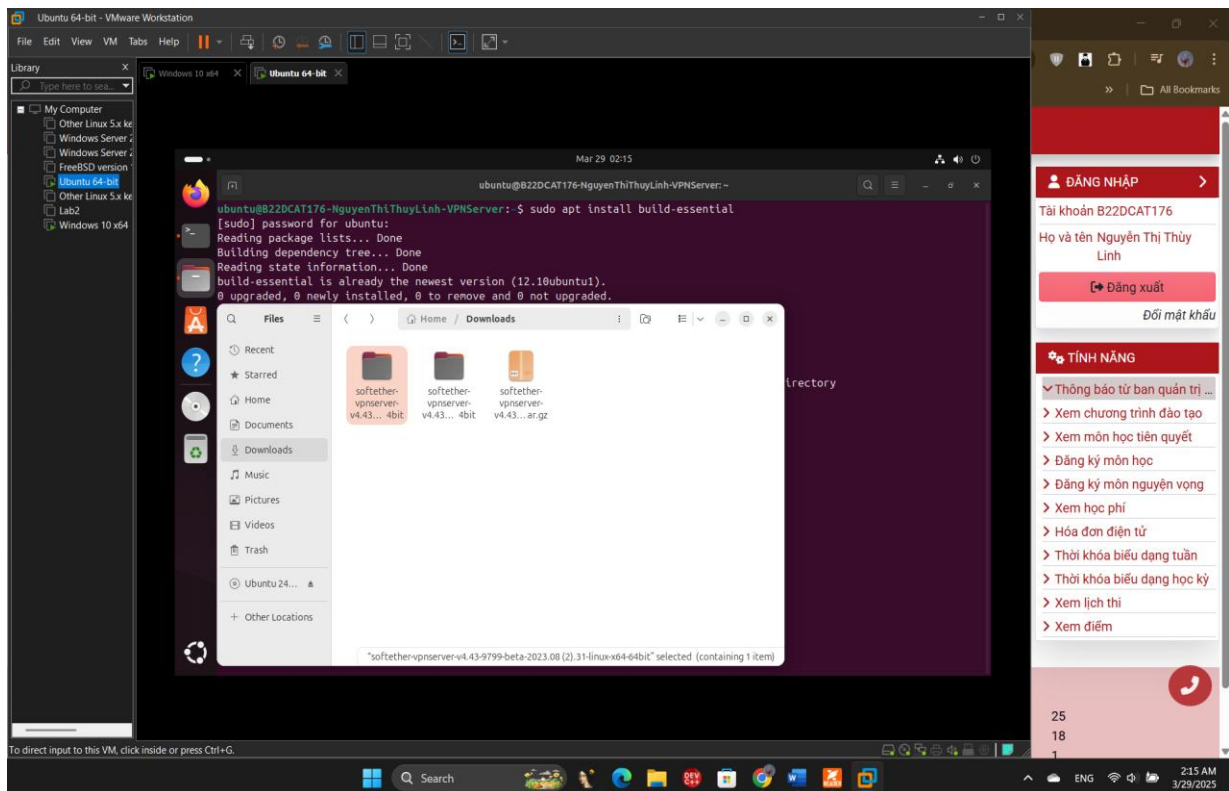 Ubuntu 64-bit - VMware Workstation
File Edit View VM Tabs Help
Library X
Type here to sea...
My Computer
Other Linux 5.x ke
Windows Server 2
Windows Server 2
FreeBSD version
Ubuntu 64-bit
Other Linux 5.x ke
Lab2
Windows 10 x64
Windows 10 x64
Ubuntu 64-bit
Mar 29 02:15
ubuntu@B22DCAT176-NguyenThiThuyLinh-VPNServer: ~
ubuntu@B22DCAT176-NguyenThiThuyLinh-VPNServer:~$ sudo apt install build-essential
[sudo] password for ubuntu:
Reading package lists... Done
Building dependency tree... Done
Reading state information... Done
build-essential is already the newest version (12.10ubuntu1).
0 upgraded, 0 newly installed, 0 to remove and 0 not upgraded.
irectory
Files
Home / Downloads
Recent
Starred
Home
Documents
Downloads
Music
Pictures
Videos
Trash
Ubuntu 24...
+ Other Locations
softether-
vpnserver-
v4.43... 4bit
softether-
vpnserver-
v4.43... 4bit
softether-
vpnserver-
v4.43...ar.gz
"softether-vpnserver-v4.43-9799-beta-2023.08 (2).31-linux-x64-64bit" selected (containing 1 item)
To direct input to this VM, click inside or press Ctrl+G.
» All Bookmarks
ĐĂNG NHẬP
Tài khoản B22DCAT176
Họ và tên Nguyễn Thị Thùy
Linh
Đăng xuất
Đổi mật khẩu
TÍNH NĂNG
Thông báo từ ban quản trị ...
Xem chương trình đào tạo
Xem môn học tiên quyết
Đăng ký môn học
Đăng ký môn nguyện vọng
Xem học phí
Hóa đơn điện tử
Thời khóa biểu dạng tuần
Thời khóa biểu dạng học kỳ
Xem lịch thi
Xem điểm
25
18
1
Search
DEV
C++
ENG
2:15 AM
3/29/2025